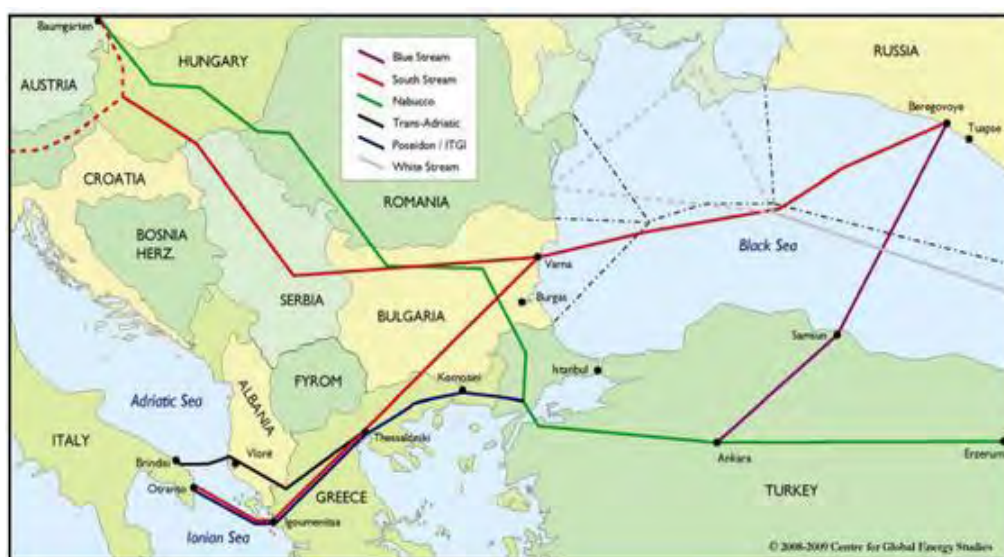 Baumgarten
AUSTRIA
HUNGARY
Blue Stream
South Stream
Nabucco
Trans-Adriatic
Poseidon / ITGI
White Stream
RUSSIA
Beregovoye
Tuapse
CROATIA
ROMANIA
BOSNIA
HERZ.
Black Sea
Varna
SERBIA
Burgas
BULGARIA
Samsun
Istanbul
FYROM
Komosini
ALBANIA
Adriatic Sea
ITALY
Thessaloniki
Vlorë
Brindisi
Ankara
Erzerum
Otranto
GREECE
TURKEY
Igoumenitsa
Ionian Sea
© 2008-2009 Centre for Global Energy Studies